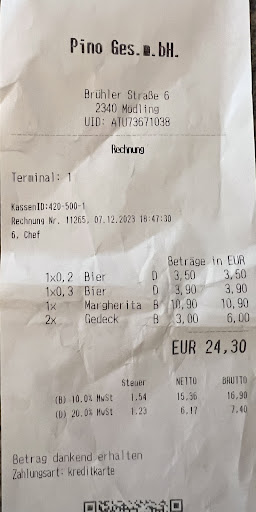 Pino Ges.m.bH.
Brühler Straße 6
2340 Mödling
UID: ATU73671038
Rechnung
Terminal: 1
KassenID:420-500-1
Rechnung Nr. 11265, 07.12.2023 16:47:30
6, Chef
Beträge in EUR
1x0,2 Bier D 3,50 3,50
1x0,3 Bier D 3,90 3,90
1x Margherita B 10,90 10,90
2x Gedeck B 3,00 6,00
EUR 24,30
Steuer NETTO BRUTTO
(B) 10.0% MwSt 1.54 15,36 16,90
(D) 20.0% MwSt 1.23 6.17 7.40
Betrag dankend erhalten
Zahlungsart: kreditkarte